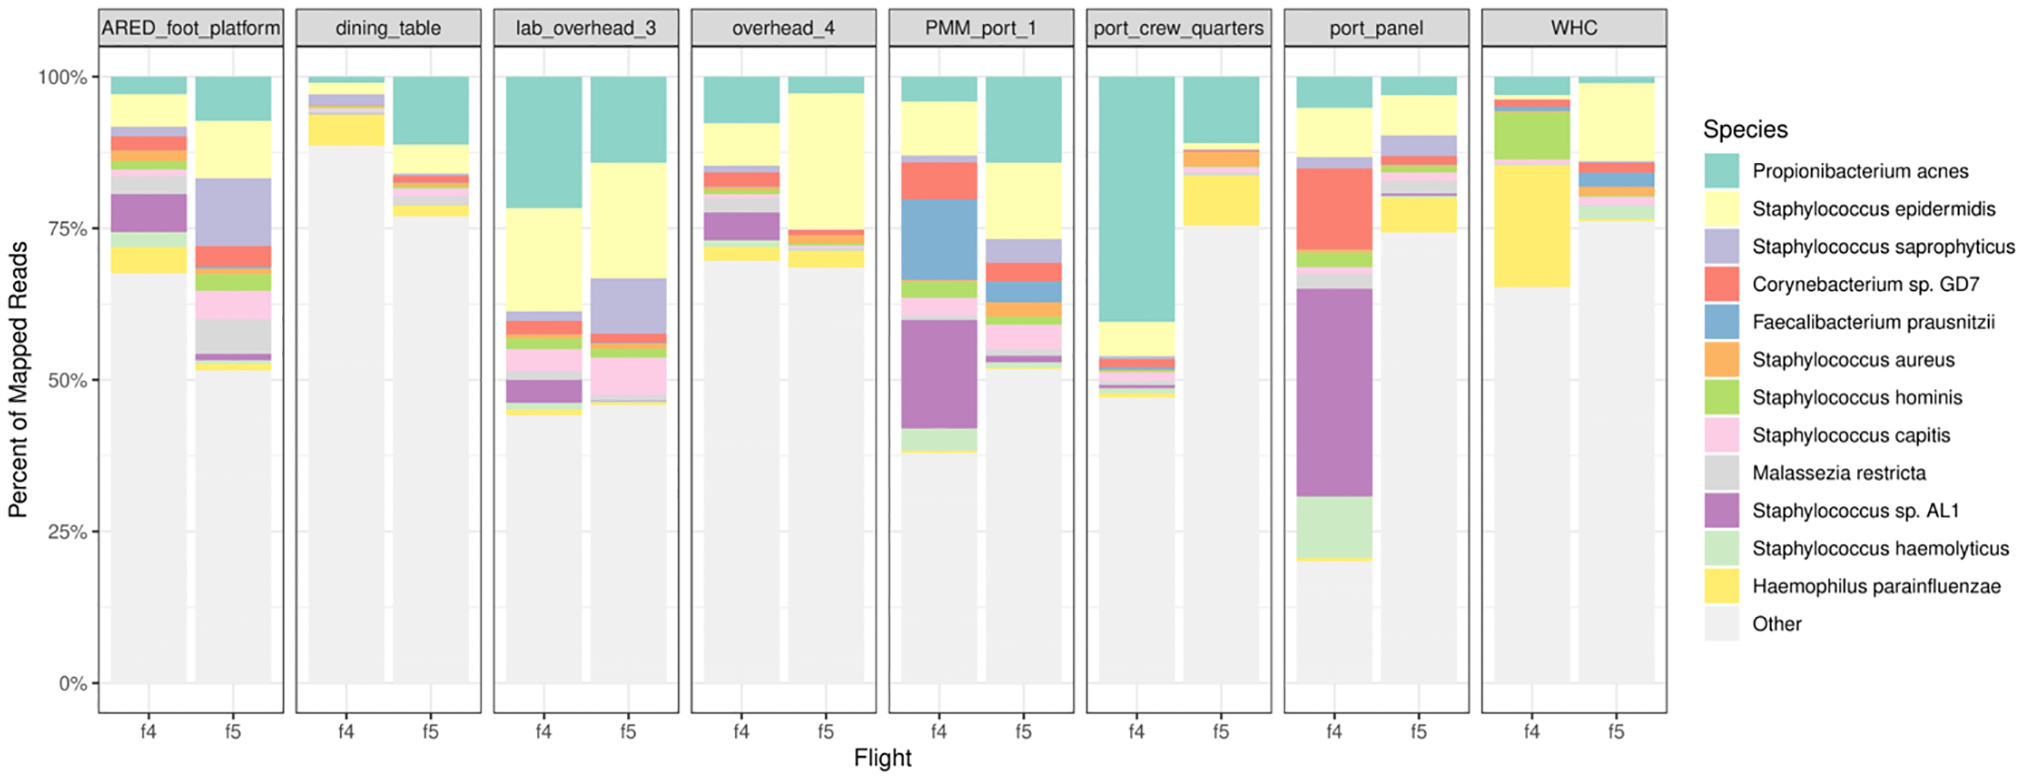 ARED_foot_platform dining_table lab_overhead_3 overhead_4 PMM_port_1 port_crew_quarters port_panel WHC
100%
75%
50%
25%
0%
Percent of Mapped Reads
f4 f5 f4 f5 f4 f5 f4 f5 f4 f5 f4 f5 f4 f5 f4 f5
Flight
Species
Propionibacterium acnes
Staphylococcus epidermidis
Staphylococcus saprophyticus
Corynebacterium sp. GD7
Faecalibacterium prausnitzii
Staphylococcus aureus
Staphylococcus hominis
Staphylococcus capitis
Malassezia restricta
Staphylococcus sp. AL1
Staphylococcus haemolyticus
Haemophilus parainfluenzae
Other